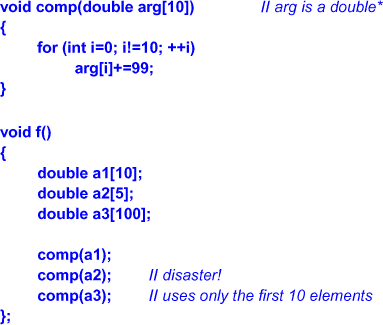 void comp(double arg[10]) // arg is a double*
{
for (int i=0; i!=10; ++i)
arg[i]+=99;
}
void f()
{
double a1[10];
double a2[5];
double a3[100];
comp(a1);
comp(a2); // disaster!
comp(a3); // uses only the first 10 elements
};